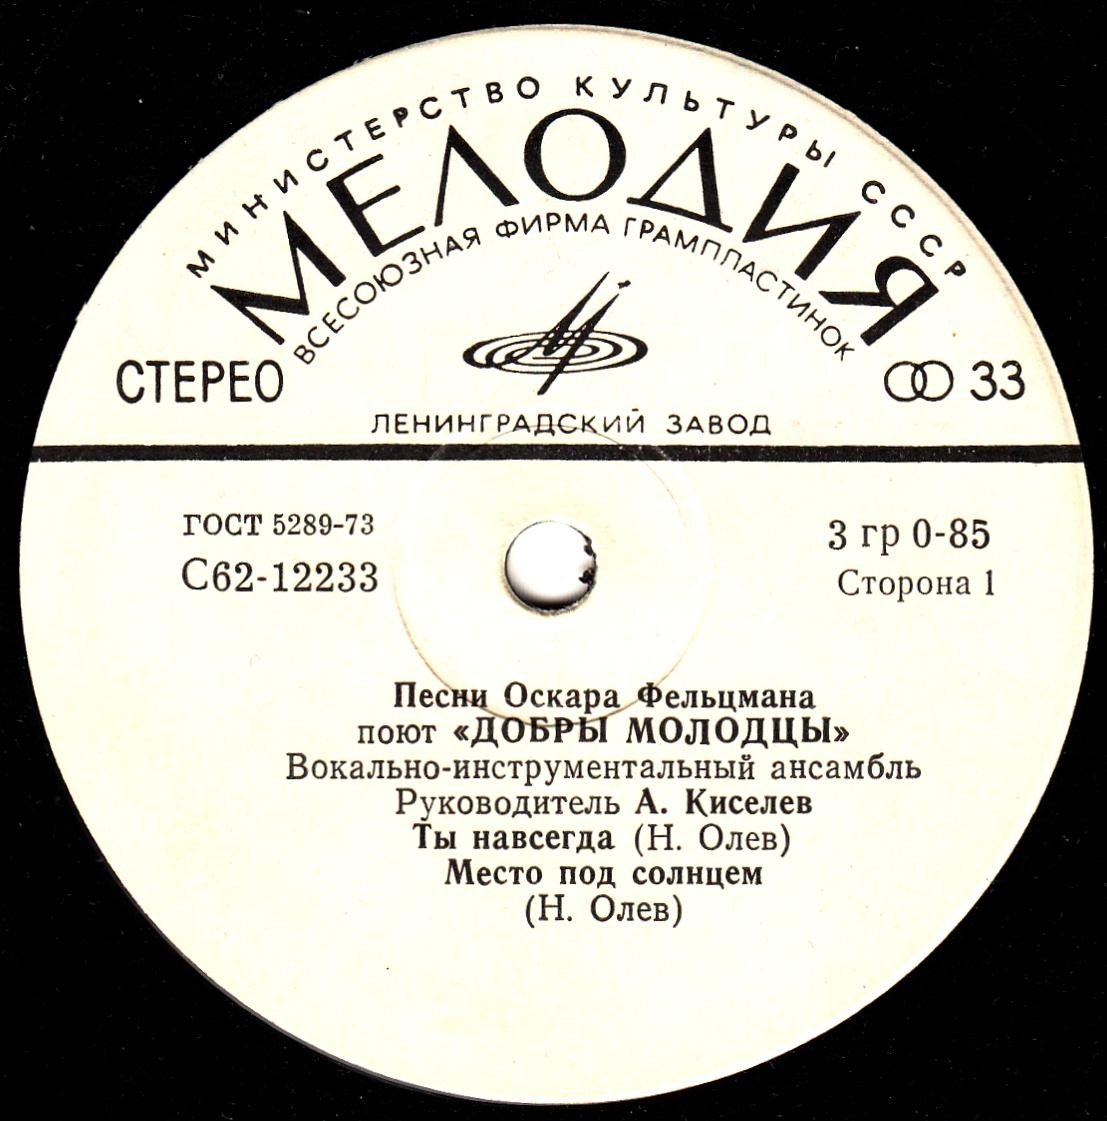 МИНИСТЕРСТВО КУЛЬТУРЫ СССР
МЕЛОДИЯ
ВСЕСОЮЗНАЯ ФИРМА ГРАМПЛАСТИНОК
СТЕРЕО
33
ЛЕНИНГРАДСКИЙ ЗАВОД
ГОСТ 5289-73
С62-12233
3 гр 0-85
Сторона 1
Песни Оскара Фельцмана
поют «ДОБРЫ МОЛОДЦЫ»
Вокально-инструментальный ансамбль
Руководитель А. Киселев
Ты навсегда (Н. Олев)
Место под солнцем
(Н. Олев)